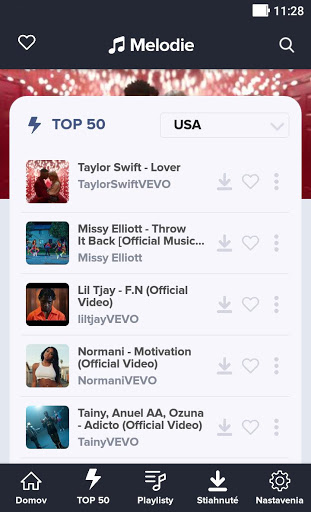 11:28
Melodie
TOP 50
USA
Taylor Swift - Lover
TaylorSwiftVEVO
Missy Elliott - Throw
It Back [Official Music...
Missy Elliott
Lil Tjay - F.N (Official
Video)
liltjayVEVO
Normani - Motivation
(Official Video)
NormaniVEVO
Tainy, Anuel AA, Ozuna
- Adicto (Official Video)
TainyVEVO
Domov
TOP 50
Playlisty
Stiahnuté
Nastavenia